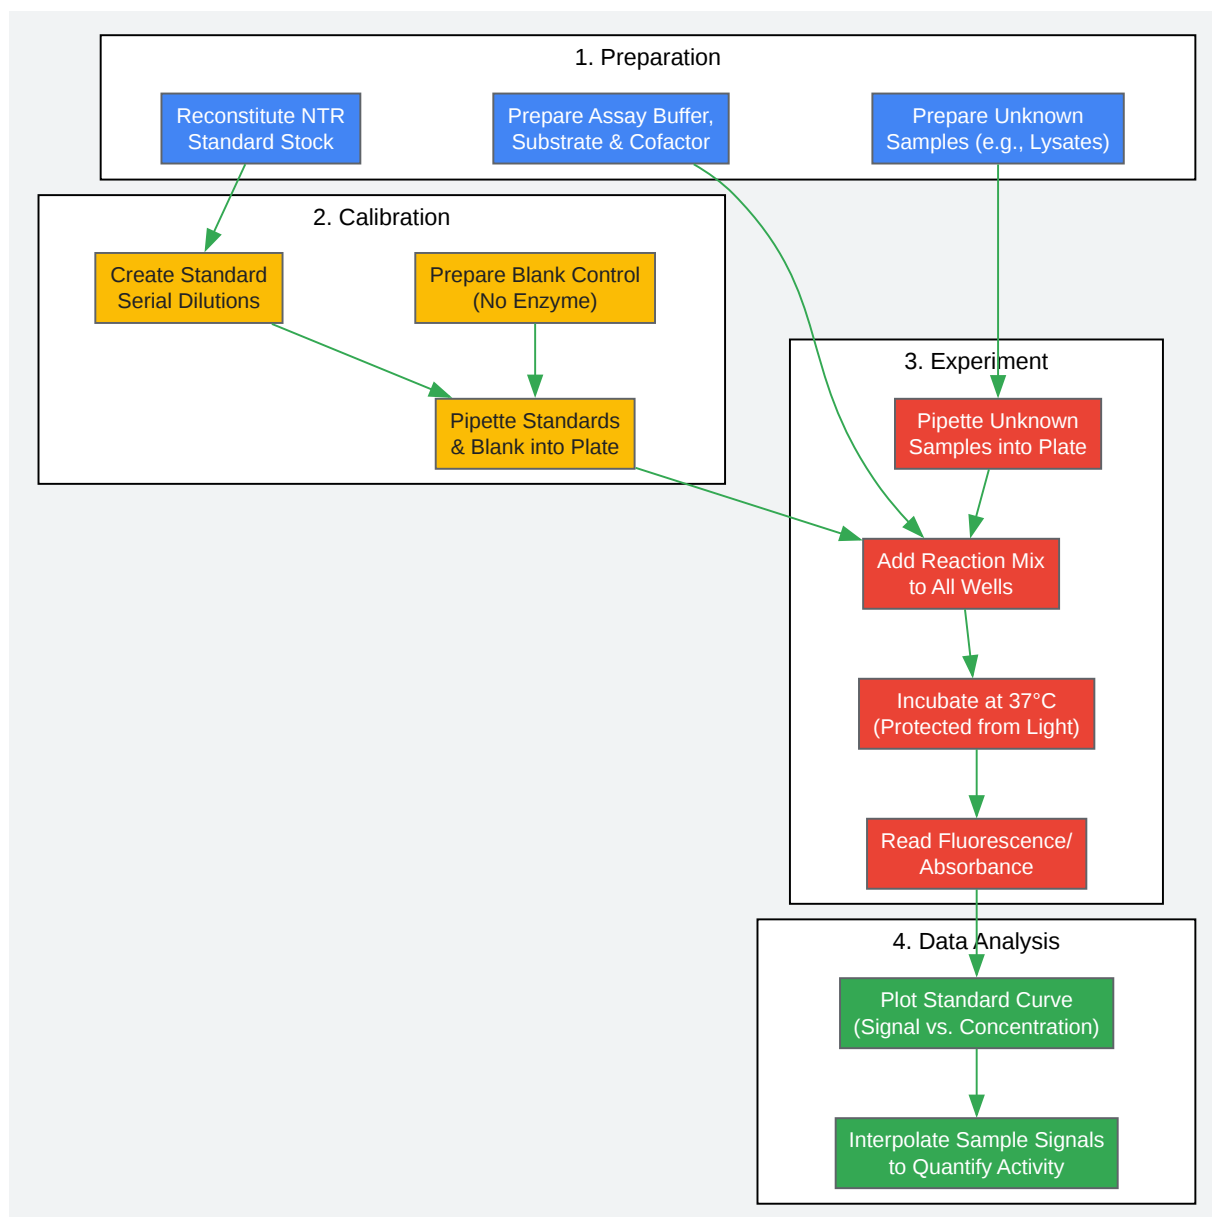 1. Preparation
Reconstitute NTR
Standard Stock
Prepare Assay Buffer,
Substrate & Cofactor
Prepare Unknown
Samples (e.g., Lysates)
2. Calibration
Create Standard
Serial Dilutions
Prepare Blank Control
(No Enzyme)
Pipette Standards
& Blank into Plate
3. Experiment
Pipette Unknown
Samples into Plate
Add Reaction Mix
to All Wells
Incubate at 37°C
(Protected from Light)
Read Fluorescence/
Absorbance
4. Data Analysis
Plot Standard Curve
(Signal vs. Concentration)
Interpolate Sample Signals
to Quantify Activity